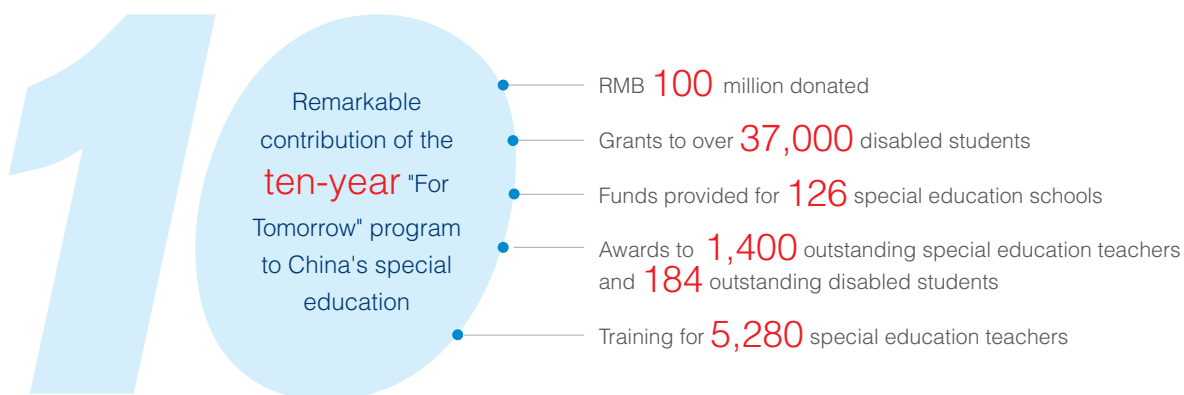 10
Remarkable
contribution of the
ten-year "For
Tomorrow" program
to China's special
education
RMB 100 million donated
Grants to over 37,000 disabled students
Funds provided for 126 special education schools
Awards to 1,400 outstanding special education teachers
and 184 outstanding disabled students
Training for 5,280 special education teachers